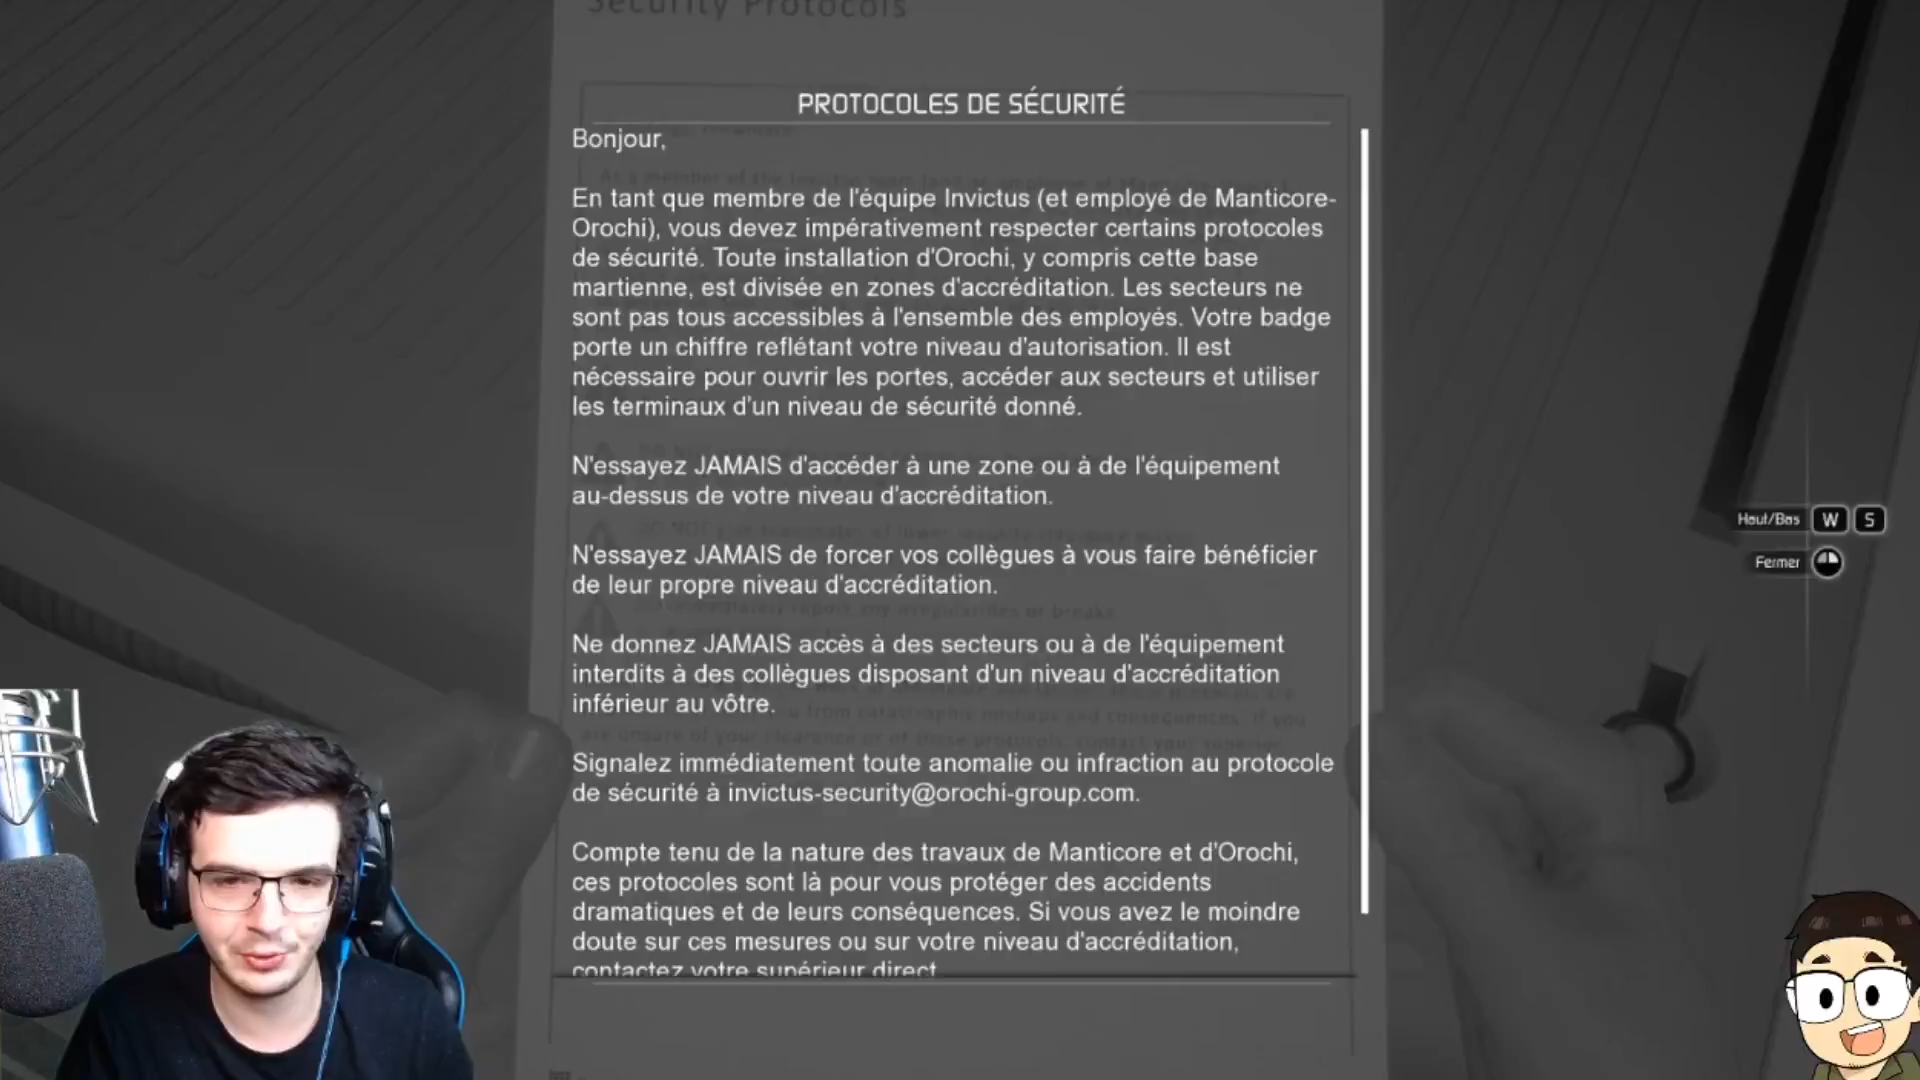 Security Protocols
PROTOCOLES DE SÉCURITÉ
Bonjour,
En tant que membre de l'équipe Invictus (et employé de Manticore-
Orochi), vous devez impérativement respecter certains protocoles
de sécurité. Toute installation d'Orochi, y compris cette base
martienne, est divisée en zones d'accréditation. Les secteurs ne
sont pas tous accessibles à l'ensemble des employés. Votre badge
porte un chiffre reflétant votre niveau d'autorisation. Il est
nécessaire pour ouvrir les portes, accéder aux secteurs et utiliser
les terminaux d'un niveau de sécurité donné.
N'essayez JAMAIS d'accéder à une zone ou à de l'équipement
au-dessus de votre niveau d'accréditation.
N'essayez JAMAIS de forcer vos collègues à vous faire bénéficier
de leur propre niveau d'accréditation.
Ne donnez JAMAIS accès à des secteurs ou à de l'équipement
interdits à des collègues disposant d'un niveau d'accréditation
inférieur au vôtre.
Signalez immédiatement toute anomalie ou infraction au protocole
de sécurité à invictus-security@orochi-group.com.
Compte tenu de la nature des travaux de Manticore et d'Orochi,
ces protocoles sont là pour vous protéger des accidents
dramatiques et de leurs conséquences. Si vous avez le moindre
doute sur ces mesures ou sur votre niveau d'accréditation,
contactez votre supérieur direct
Haut/Bas W S
Fermer